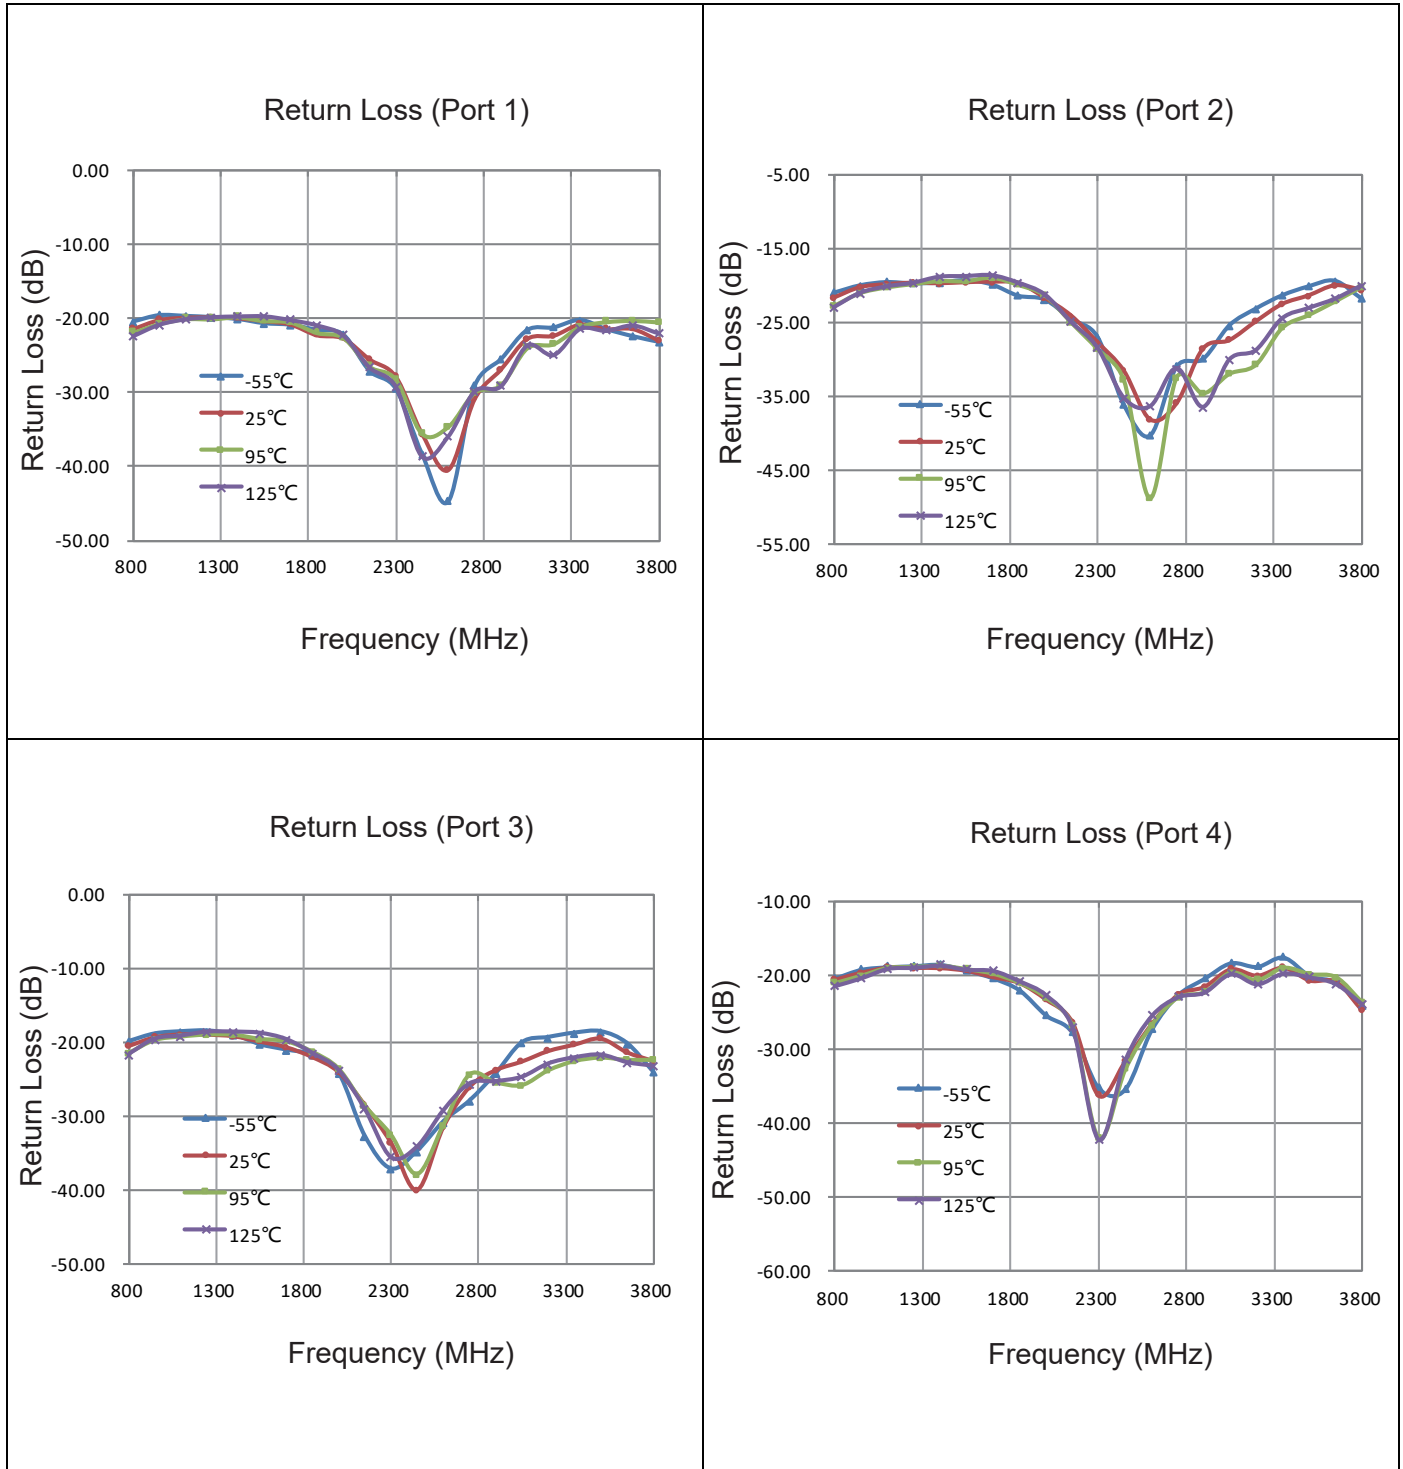 Return Loss (Port 1)
Return Loss (dB)
0.00
-10.00
-20.00
-30.00
-40.00
-50.00
-55℃
25℃
95℃
125℃
800 1300 1800 2300 2800 3300 3800
Frequency (MHz)
Return Loss (Port 2)
Return Loss (dB)
-5.00
-15.00
-25.00
-35.00
-45.00
-55.00
-55℃
25℃
95℃
125℃
800 1300 1800 2300 2800 3300 3800
Frequency (MHz)
Return Loss (Port 3)
Return Loss (dB)
0.00
-10.00
-20.00
-30.00
-40.00
-50.00
-55℃
25℃
95℃
125℃
800 1300 1800 2300 2800 3300 3800
Frequency (MHz)
Return Loss (Port 4)
Return Loss (dB)
-10.00
-20.00
-30.00
-40.00
-50.00
-60.00
-55℃
25℃
95℃
125℃
800 1300 1800 2300 2800 3300 3800
Frequency (MHz)